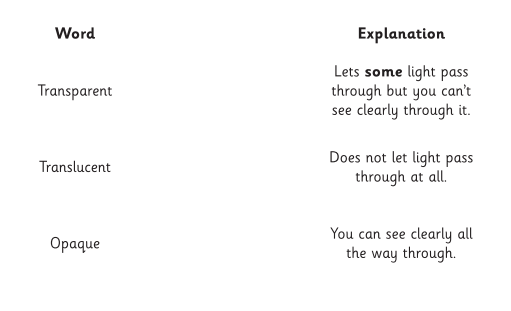 Word
Explanation
Transparent
Lets some light pass
through but you can't
see clearly through it.
Translucent
Does not let light pass
through at all.
Opaque
You can see clearly all
the way through.